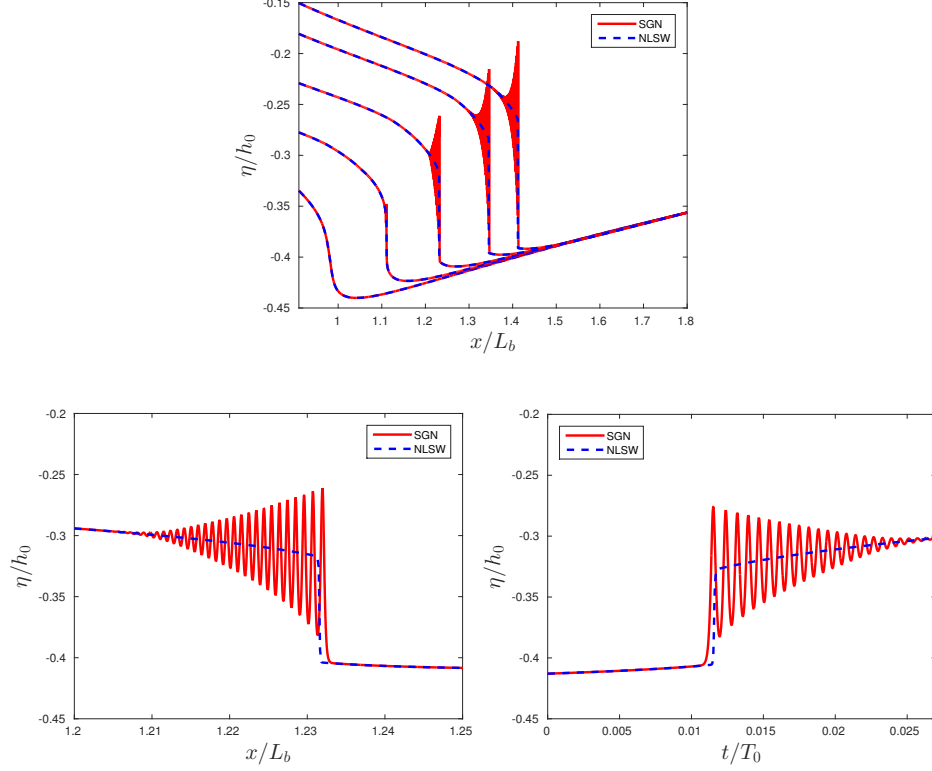 -0.15
-0.2
-0.25
-0.3
-0.35
-0.4
-0.45
η/h₀
SGN
NLSW
1 1.1 1.2 1.3 1.4 1.5 1.6 1.7 1.8
x/L_b
-0.2
-0.25
-0.3
-0.35
-0.4
-0.45
η/h₀
SGN
NLSW
1.2 1.21 1.22 1.23 1.24 1.25
x/L_b
-0.2
-0.25
-0.3
-0.35
-0.4
-0.45
η/h₀
SGN
NLSW
0 0.005 0.01 0.015 0.02 0.025
t/T₀